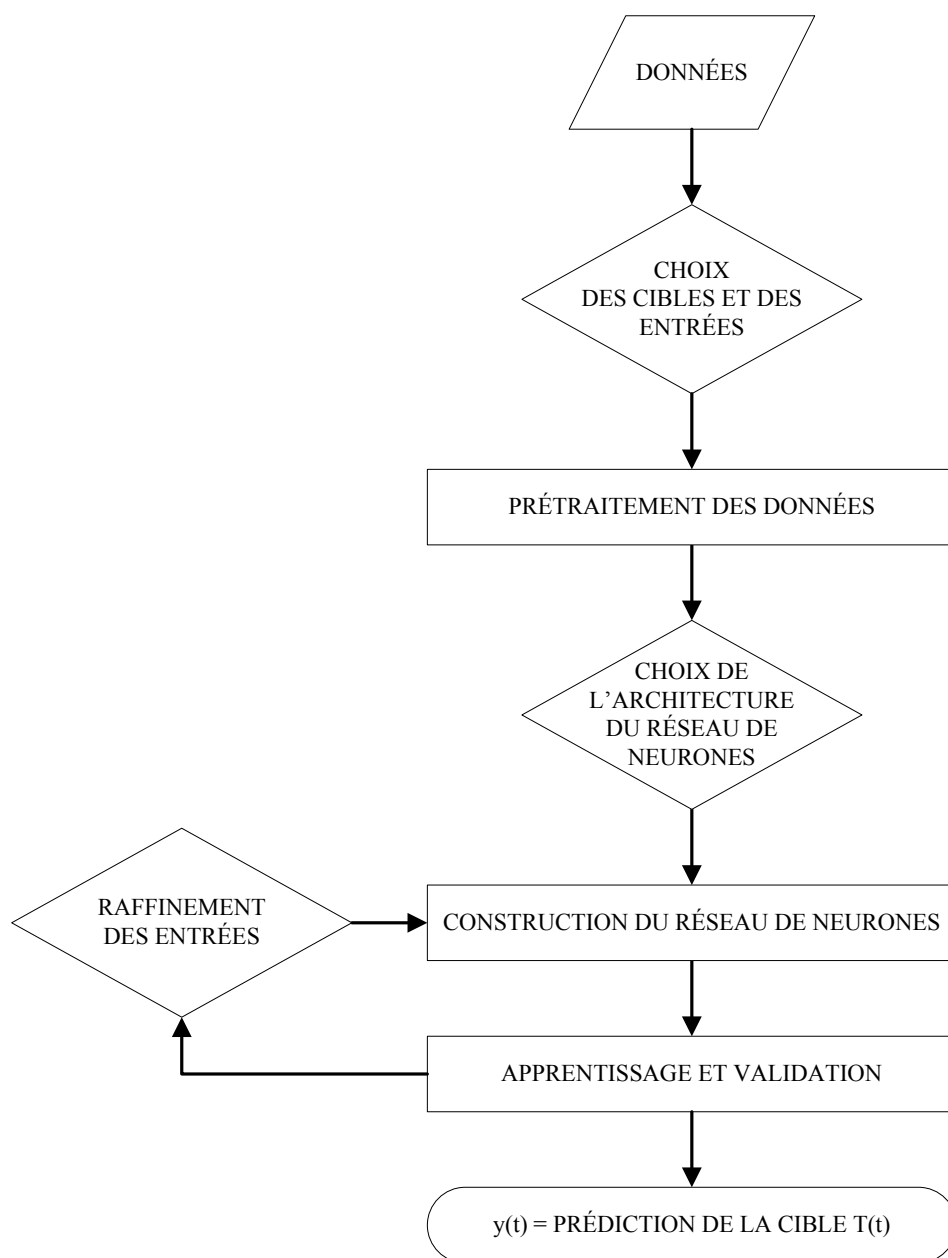 DONNÉES
CHOIX
DES CIBLES ET DES
ENTRÉES
PRÉTRAITEMENT DES DONNÉES
CHOIX DE
L’ARCHITECTURE
DU RÉSEAU DE
NEURONES
RAFFINEMENT
DES ENTRÉES
CONSTRUCTION DU RÉSEAU DE NEURONES
APPRENTISSAGE ET VALIDATION
y(t) = PRÉDICTION DE LA CIBLE T(t)